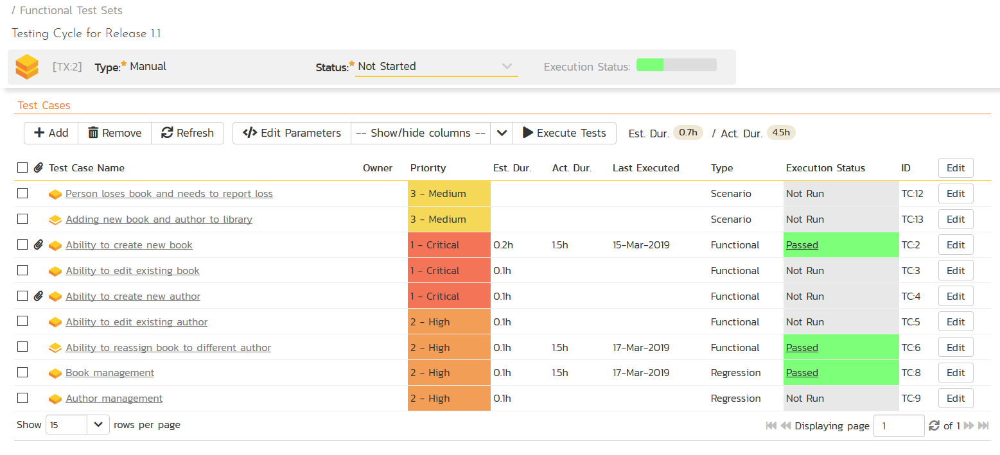 / Functional Test Sets
Testing Cycle for Release 1.1
[TX:2] Type: Manual Status: Not Started Execution Status:
Test Cases
Add Remove Refresh Edit Parameters -- Show/hide columns -- Execute Tests Est. Dur. 0.7h / Act. Dur. 4.5h
Test Case Name Owner Priority Est. Dur. Act. Dur. Last Executed Type Execution Status ID Edit
Person loses book and needs to report loss 3 - Medium Scenario Not Run TC:12 Edit
Adding new book and author to library 3 - Medium Scenario Not Run TC:13 Edit
Ability to create new book 1 - Critical 0.2h 1.5h 15-Mar-2019 Functional Passed TC:2 Edit
Ability to edit existing book 1 - Critical 0.1h Functional Not Run TC:3 Edit
Ability to create new author 1 - Critical 0.1h Functional Not Run TC:4 Edit
Ability to edit existing author 2 - High 0.1h Functional Not Run TC:5 Edit
Ability to reassign book to different author 2 - High 0.1h 1.5h 17-Mar-2019 Functional Passed TC:6 Edit
Book management 2 - High 0.1h 1.5h 17-Mar-2019 Regression Passed TC:8 Edit
Author management 2 - High 0.1h Regression Not Run TC:9 Edit
Show 15 rows per page Displaying page 1 of 1